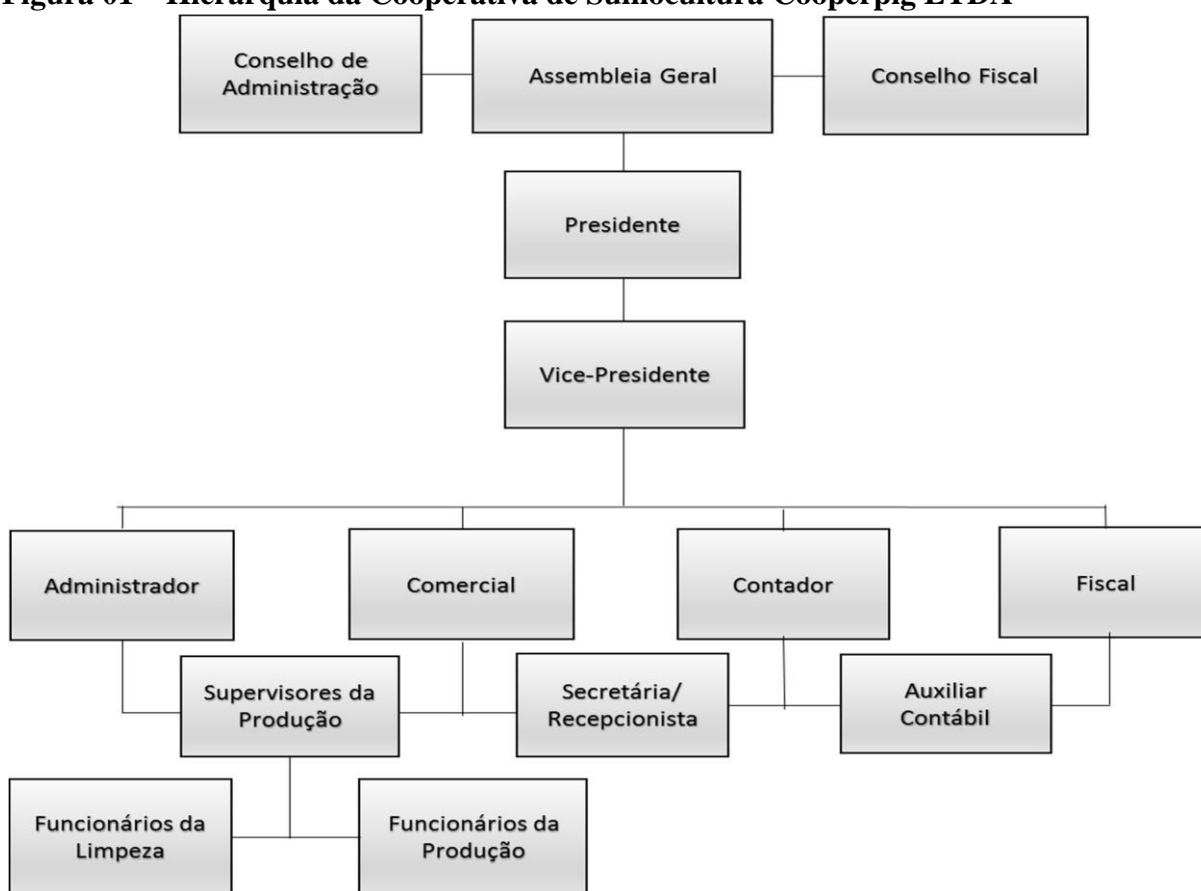 Figura 01 – Hierarquia da Cooperativa de Suinocultura Cooperpig LTDA
Conselho de
Administração
Assembleia Geral
Conselho Fiscal
Presidente
Vice-Presidente
Administrador
Comercial
Contador
Fiscal
Supervisores da
Produção
Secretária/
Recepcionista
Auxiliar
Contábil
Funcionários da
Limpeza
Funcionários da
Produção